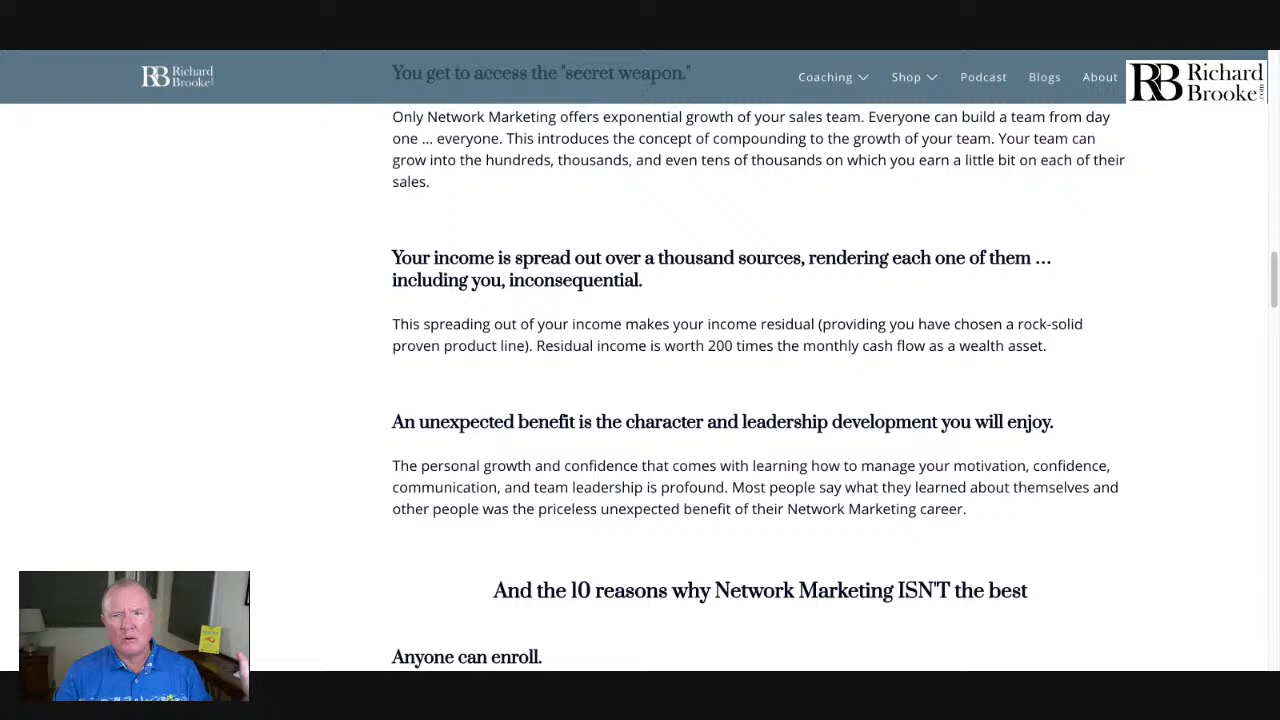 You get to access the "secret weapon."
RB Richard Brooke
Coaching Shop Podcast Blogs About
RB Richard Brooke .com
Only Network Marketing offers exponential growth of your sales team. Everyone can build a team from day
one ... everyone. This introduces the concept of compounding to the growth of your team. Your team can
grow into the hundreds, thousands, and even tens of thousands on which you earn a little bit on each of their
sales.
Your income is spread out over a thousand sources, rendering each one of them …
including you, inconsequential.
This spreading out of your income makes your income residual (providing you have chosen a rock-solid
proven product line). Residual income is worth 200 times the monthly cash flow as a wealth asset.
An unexpected benefit is the character and leadership development you will enjoy.
The personal growth and confidence that comes with learning how to manage your motivation, confidence,
communication, and team leadership is profound. Most people say what they learned about themselves and
other people was the priceless unexpected benefit of their Network Marketing career.
And the 10 reasons why Network Marketing ISN'T the best
Anyone can enroll.